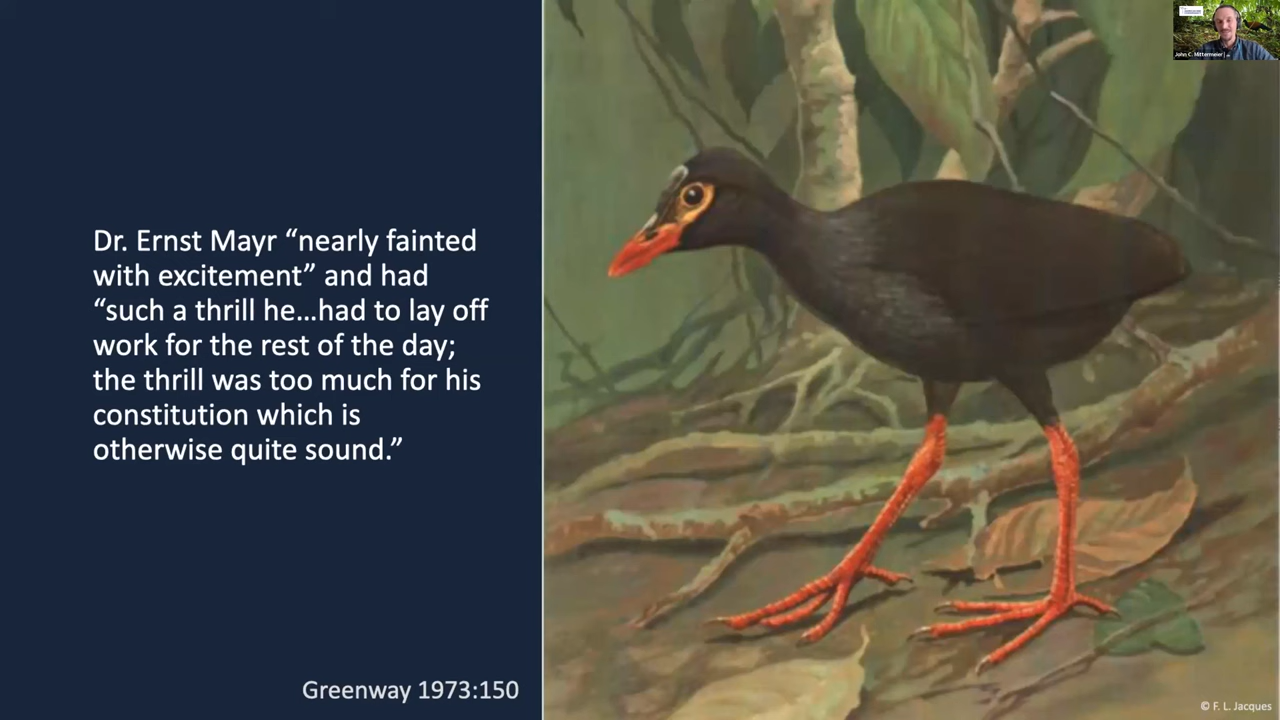 Dr. Ernst Mayr “nearly fainted
with excitement” and had
“such a thrill he…had to lay off
work for the rest of the day;
the thrill was too much for his
constitution which is
otherwise quite sound.”
Greenway 1973:150
John C. Mittermeier
© F. L. Jacques